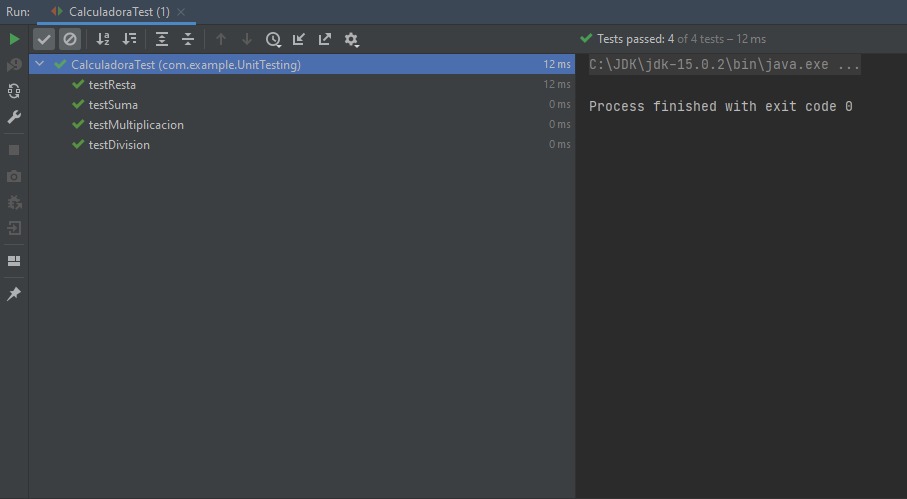 Run: CalculadoraTest (1)
Tests passed: 4 of 4 tests – 12 ms
CalculadoraTest (com.example.UnitTesting) 12 ms
testResta 12 ms
testSuma 0 ms
testMultiplicacion 0 ms
testDivision 0 ms
C:\JDK\jdk-15.0.2\bin\java.exe ...
Process finished with exit code 0